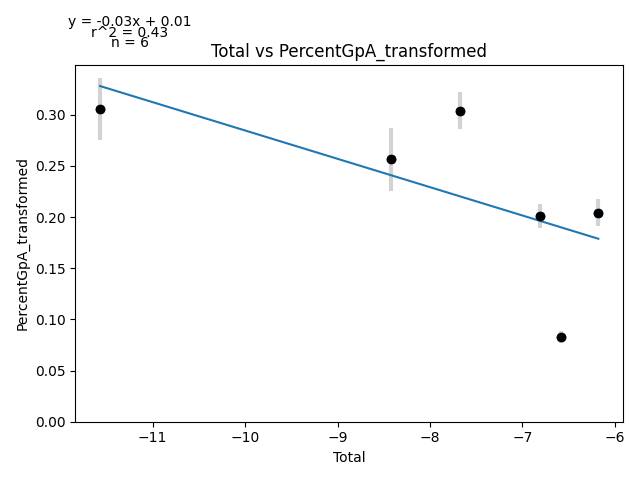 y = -0.03x + 0.01
r^2 = 0.43
n = 6
Total vs PercentGpA_transformed
PercentGpA_transformed
0.30
0.25
0.20
0.15
0.10
0.05
0.00
−11
−10
−9
−8
−7
−6
Total